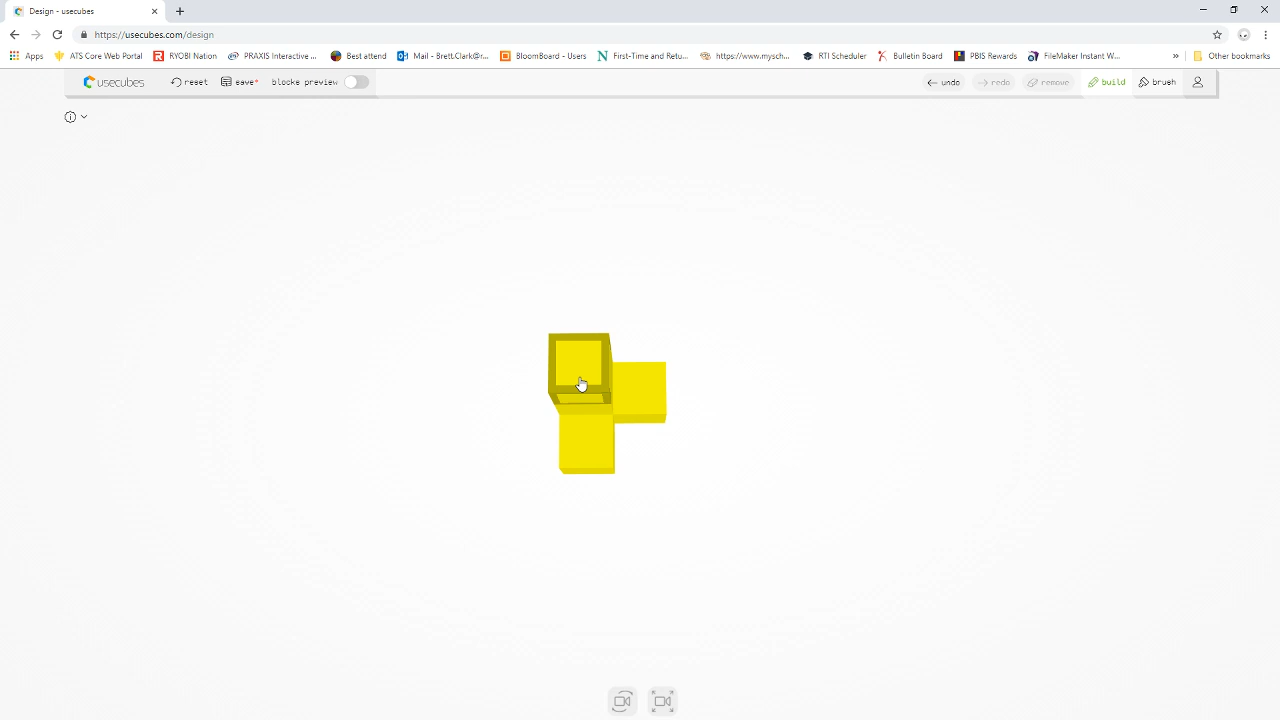 Design - usecubes
https://usecubes.com/design
Apps ATS Core Web Portal RYOBI Nation PRAXIS Interactive ... Best attend Mail - Brett.Clark@r... BloomBoard - Users First-Time and Retu... https://www.mysch... RTI Scheduler Bulletin Board PBIS Rewards FileMaker Instant W... » Other bookmarks
usecubes reset save* blocks preview undo redo remove build brush